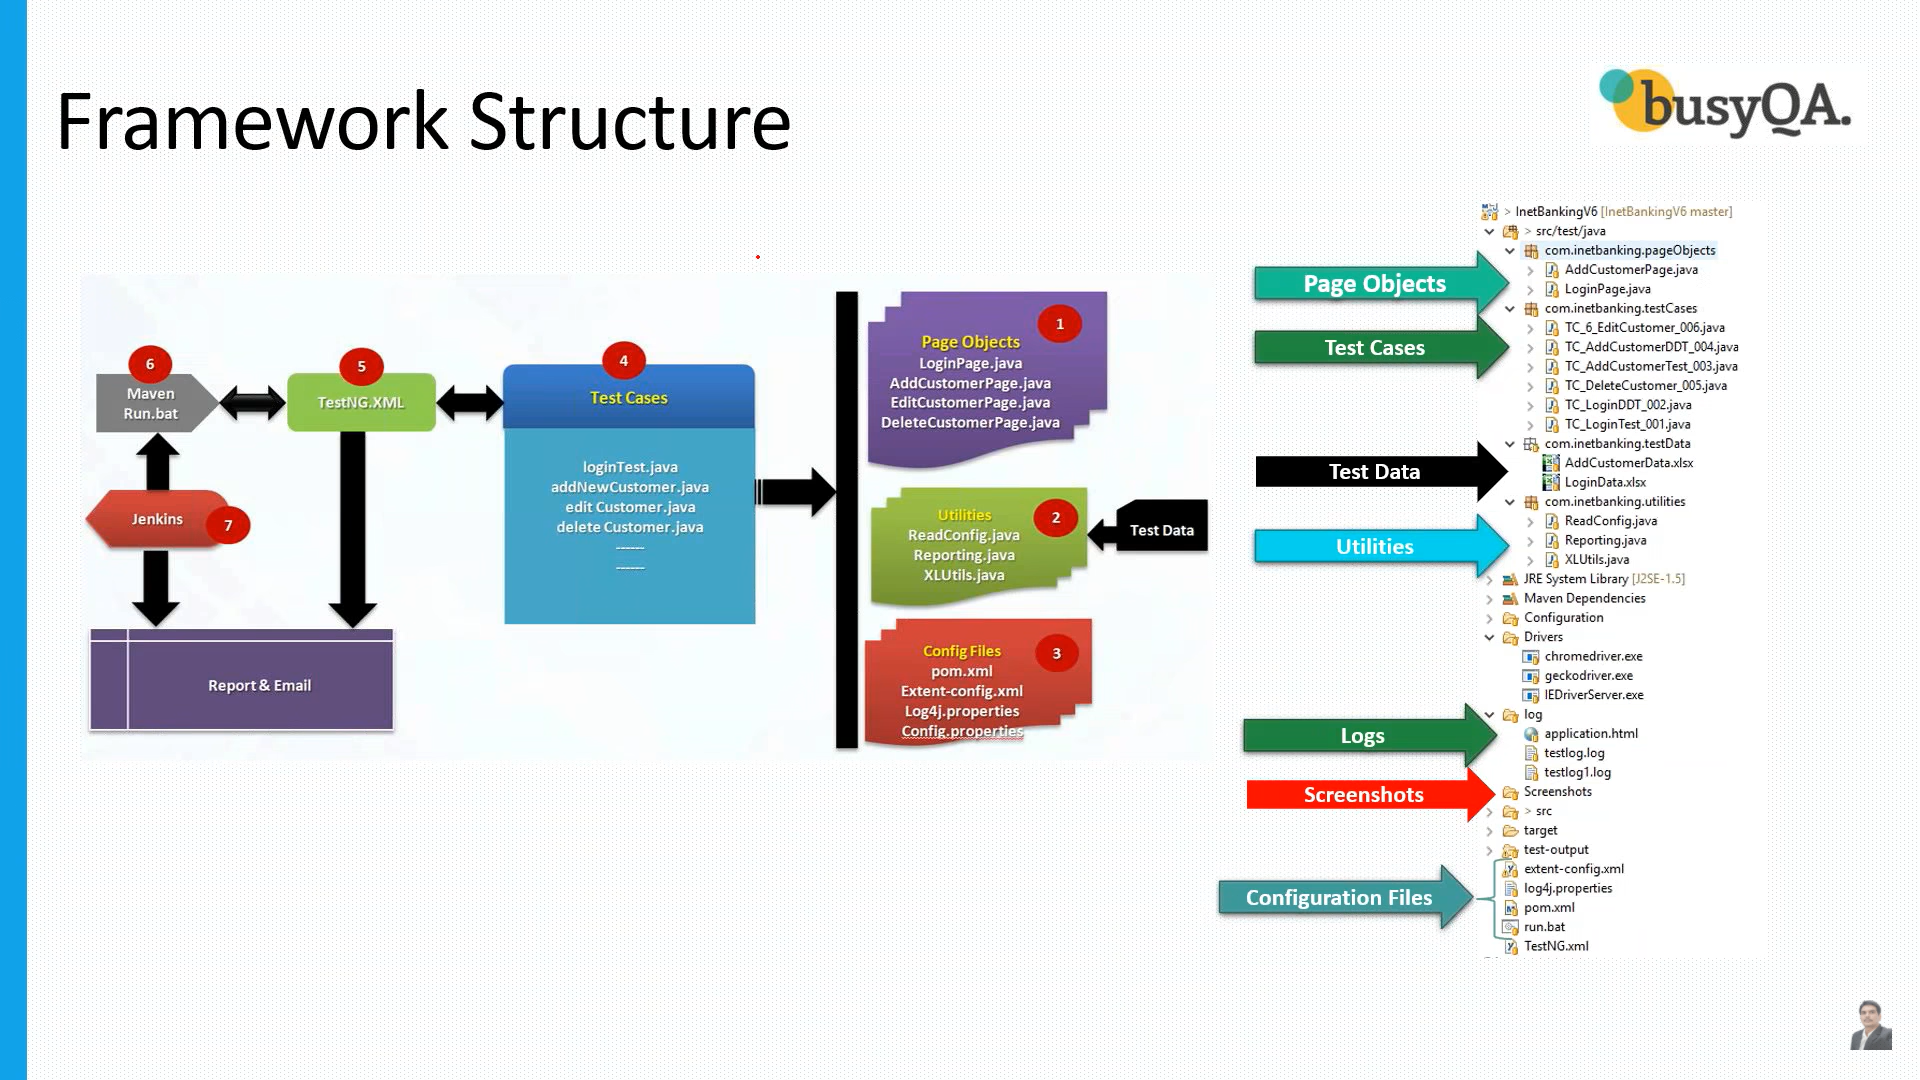 Framework Structure
busyQA.
6
Maven
Run.bat
5
TestNG.XML
4
Test Cases
loginTest.java
addNewCustomer.java
edit Customer.java
delete Customer.java
------
------
Jenkins
7
Report & Email
1
Page Objects
LoginPage.java
AddCustomerPage.java
EditCustomerPage.java
DeleteCustomerPage.java
2
Utilities
ReadConfig.java
Reporting.java
XLUtils.java
Test Data
3
Config Files
pom.xml
Extent-config.xml
Log4j.properties
Config.properties
Page Objects
Test Cases
Test Data
Utilities
Logs
Screenshots
Configuration Files
> InetBankingV6 [InetBankingV6 master]
> src/test/java
com.inetbanking.pageObjects
AddCustomerPage.java
LoginPage.java
com.inetbanking.testCases
TC_6_EditCustomer_006.java
TC_AddCustomerDDT_004.java
TC_AddCustomerTest_003.java
TC_DeleteCustomer_005.java
TC_LoginDDT_002.java
TC_LoginTest_001.java
com.inetbanking.testData
AddCustomerData.xlsx
LoginData.xlsx
com.inetbanking.utilities
ReadConfig.java
Reporting.java
XLUtils.java
JRE System Library [J2SE-1.5]
Maven Dependencies
Configuration
Drivers
chromedriver.exe
geckodriver.exe
IEDriverServer.exe
log
application.html
testlog.log
testlog1.log
Screenshots
> src
target
test-output
extent-config.xml
log4j.properties
pom.xml
run.bat
TestNG.xml